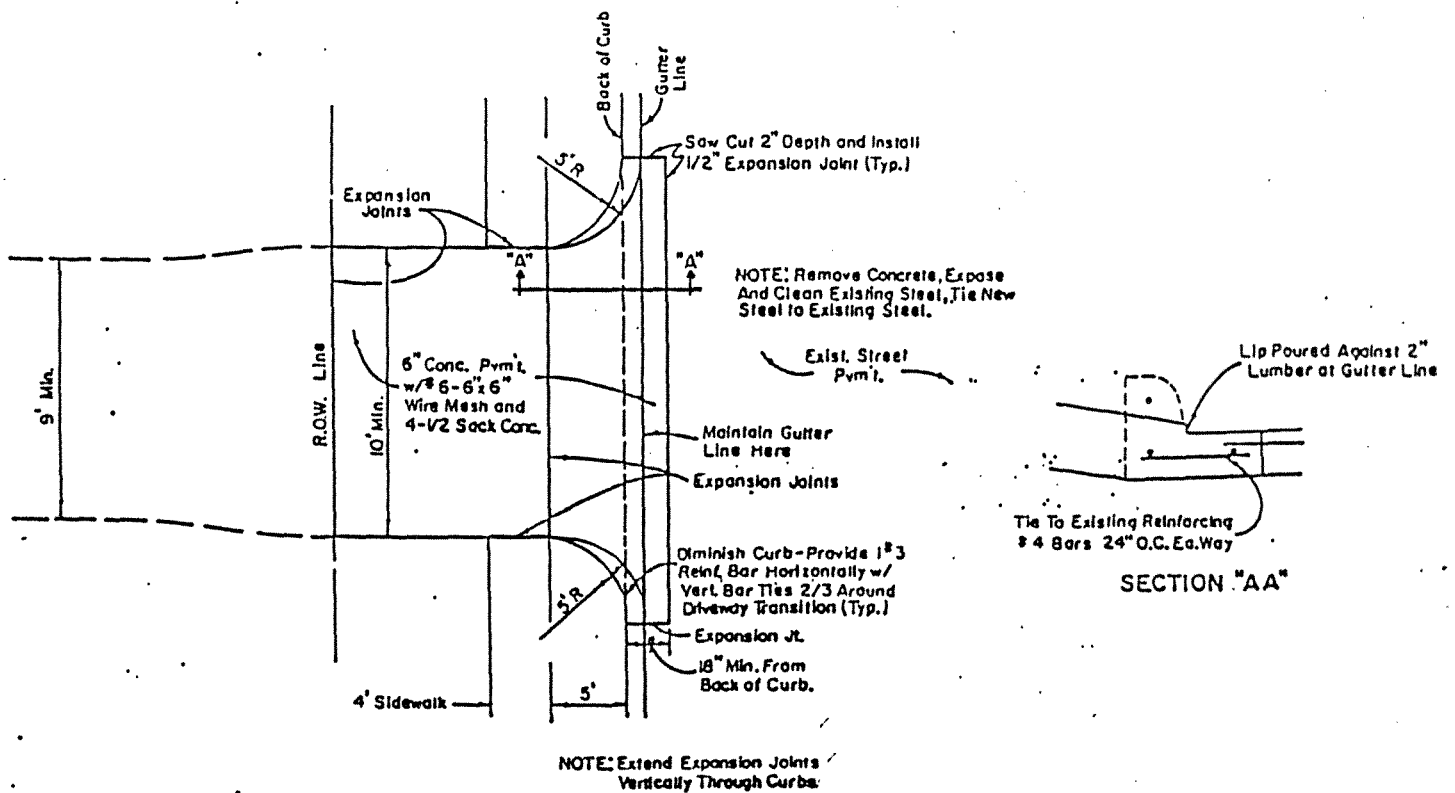 Back of Curb
Gutter
Line
Saw Cut 2" Depth and Install
1/2" Expansion Joint (Typ.)
5' R
Expansion
Joints
"A"
"A"
NOTE: Remove Concrete, Expose
And Clean Existing Steel, Tie New
Steel to Existing Steel.
9' Min.
R.O.W. Line
10' Min.
6" Conc. Pvm't.
w/# 6-6"x 6"
Wire Mesh and
4-1/2 Sack Conc.
Exist. Street
Pvm't.
Lip Poured Against 2"
Lumber at Gutter Line
Maintain Gutter
Line Here
Expansion Joints
Tie To Existing Reinforcing
# 4 Bars 24" O.C. Ea. Way
SECTION "AA"
Diminish Curb-Provide 1 #3
Reinf. Bar Horizontally w/
Vert. Bar Ties 2/3 Around
Driveway Transition (Typ.)
5' R
Expansion Jt.
18" Min. From
Back of Curb.
4' Sidewalk
5'
NOTE: Extend Expansion Joints
Vertically Through Curbs.